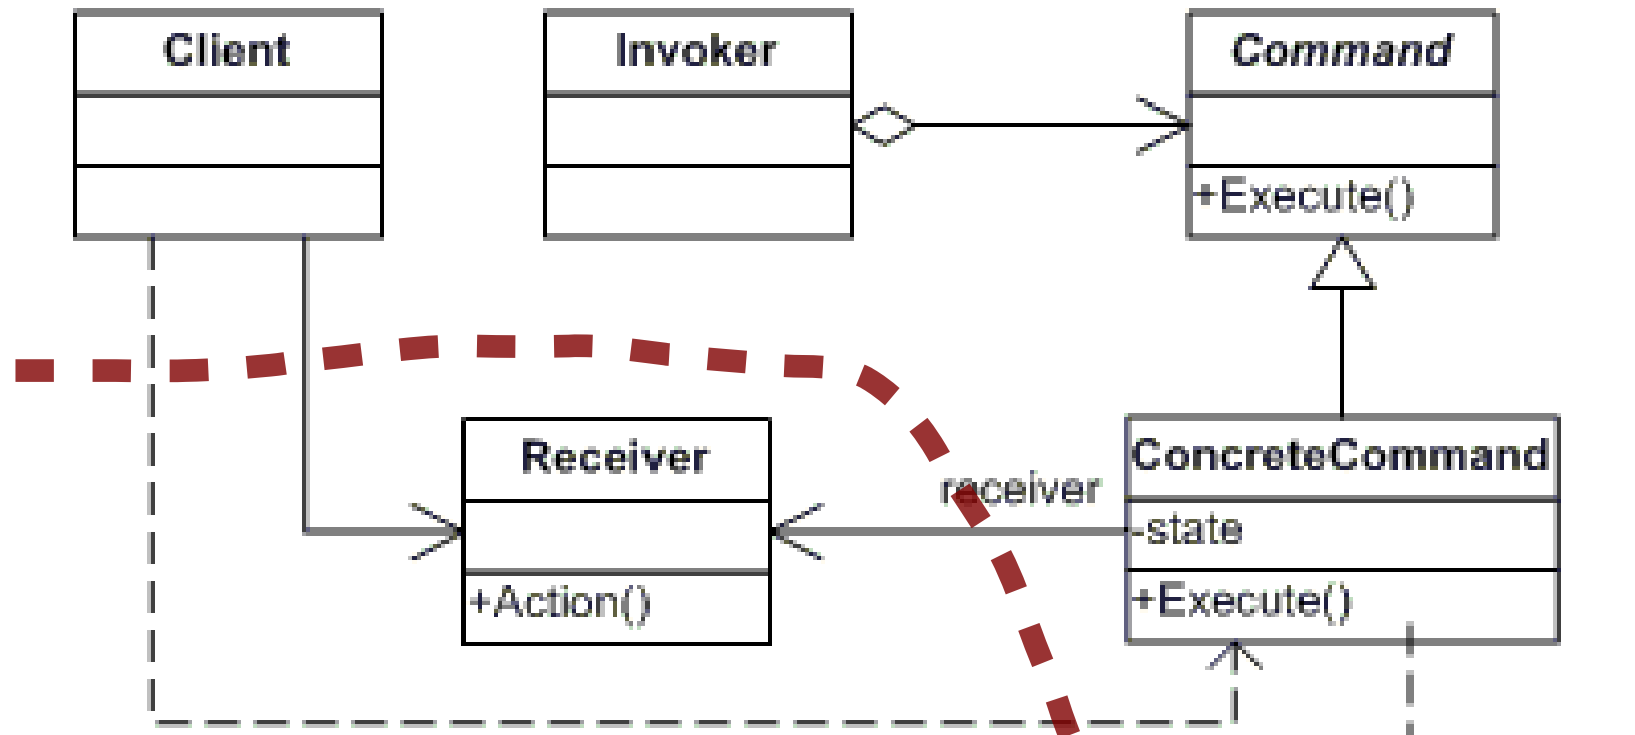 Client
Invoker
Command
+Execute()
Receiver
+Action()
receiver
ConcreteCommand
-state
+Execute()